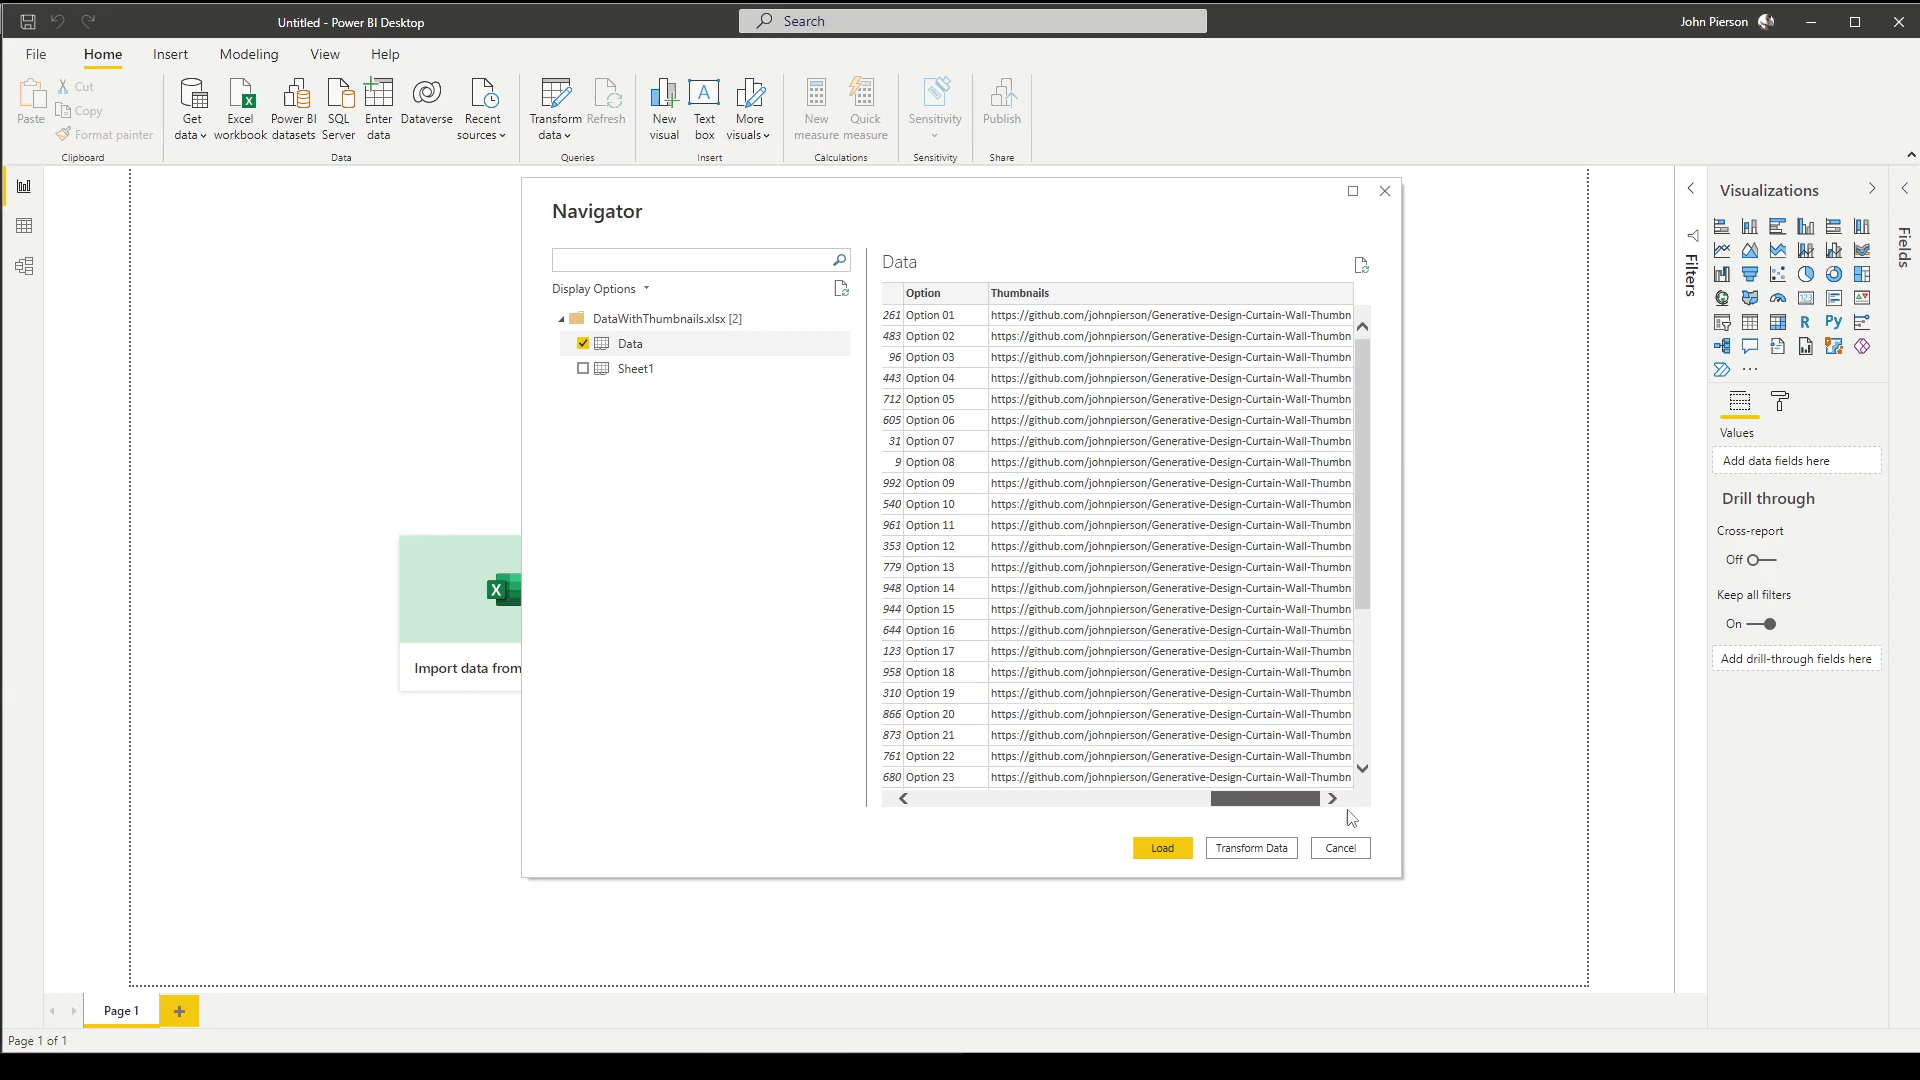 Untitled - Power BI Desktop
Search
John Pierson
File Home Insert Modeling View Help
Paste
Cut
Copy
Format painter
Clipboard
Get data
Excel workbook
Power BI datasets
SQL Server
Enter data
Dataverse
Recent sources
Data
Transform data
Refresh
Queries
New visual
Text box
More visuals
Insert
New measure
Quick measure
Calculations
Sensitivity
Sensitivity
Publish
Share
Navigator
Display Options
DataWithThumbnails.xlsx [2]
Data
Sheet1
Data
Option Thumbnails
261 Option 01 https://github.com/johnpierson/Generative-Design-Curtain-Wall-Thumbn
483 Option 02 https://github.com/johnpierson/Generative-Design-Curtain-Wall-Thumbn
96 Option 03 https://github.com/johnpierson/Generative-Design-Curtain-Wall-Thumbn
443 Option 04 https://github.com/johnpierson/Generative-Design-Curtain-Wall-Thumbn
712 Option 05 https://github.com/johnpierson/Generative-Design-Curtain-Wall-Thumbn
605 Option 06 https://github.com/johnpierson/Generative-Design-Curtain-Wall-Thumbn
31 Option 07 https://github.com/johnpierson/Generative-Design-Curtain-Wall-Thumbn
9 Option 08 https://github.com/johnpierson/Generative-Design-Curtain-Wall-Thumbn
992 Option 09 https://github.com/johnpierson/Generative-Design-Curtain-Wall-Thumbn
540 Option 10 https://github.com/johnpierson/Generative-Design-Curtain-Wall-Thumbn
961 Option 11 https://github.com/johnpierson/Generative-Design-Curtain-Wall-Thumbn
353 Option 12 https://github.com/johnpierson/Generative-Design-Curtain-Wall-Thumbn
779 Option 13 https://github.com/johnpierson/Generative-Design-Curtain-Wall-Thumbn
948 Option 14 https://github.com/johnpierson/Generative-Design-Curtain-Wall-Thumbn
944 Option 15 https://github.com/johnpierson/Generative-Design-Curtain-Wall-Thumbn
644 Option 16 https://github.com/johnpierson/Generative-Design-Curtain-Wall-Thumbn
123 Option 17 https://github.com/johnpierson/Generative-Design-Curtain-Wall-Thumbn
958 Option 18 https://github.com/johnpierson/Generative-Design-Curtain-Wall-Thumbn
310 Option 19 https://github.com/johnpierson/Generative-Design-Curtain-Wall-Thumbn
866 Option 20 https://github.com/johnpierson/Generative-Design-Curtain-Wall-Thumbn
873 Option 21 https://github.com/johnpierson/Generative-Design-Curtain-Wall-Thumbn
761 Option 22 https://github.com/johnpierson/Generative-Design-Curtain-Wall-Thumbn
680 Option 23 https://github.com/johnpierson/Generative-Design-Curtain-Wall-Thumbn
Load
Transform Data
Cancel
X
Import data from
Filters
Visualizations
123
R
Py
Values
Add data fields here
Drill through
Cross-report
Off
Keep all filters
On
Add drill-through fields here
Fields
Page 1
Page 1 of 1